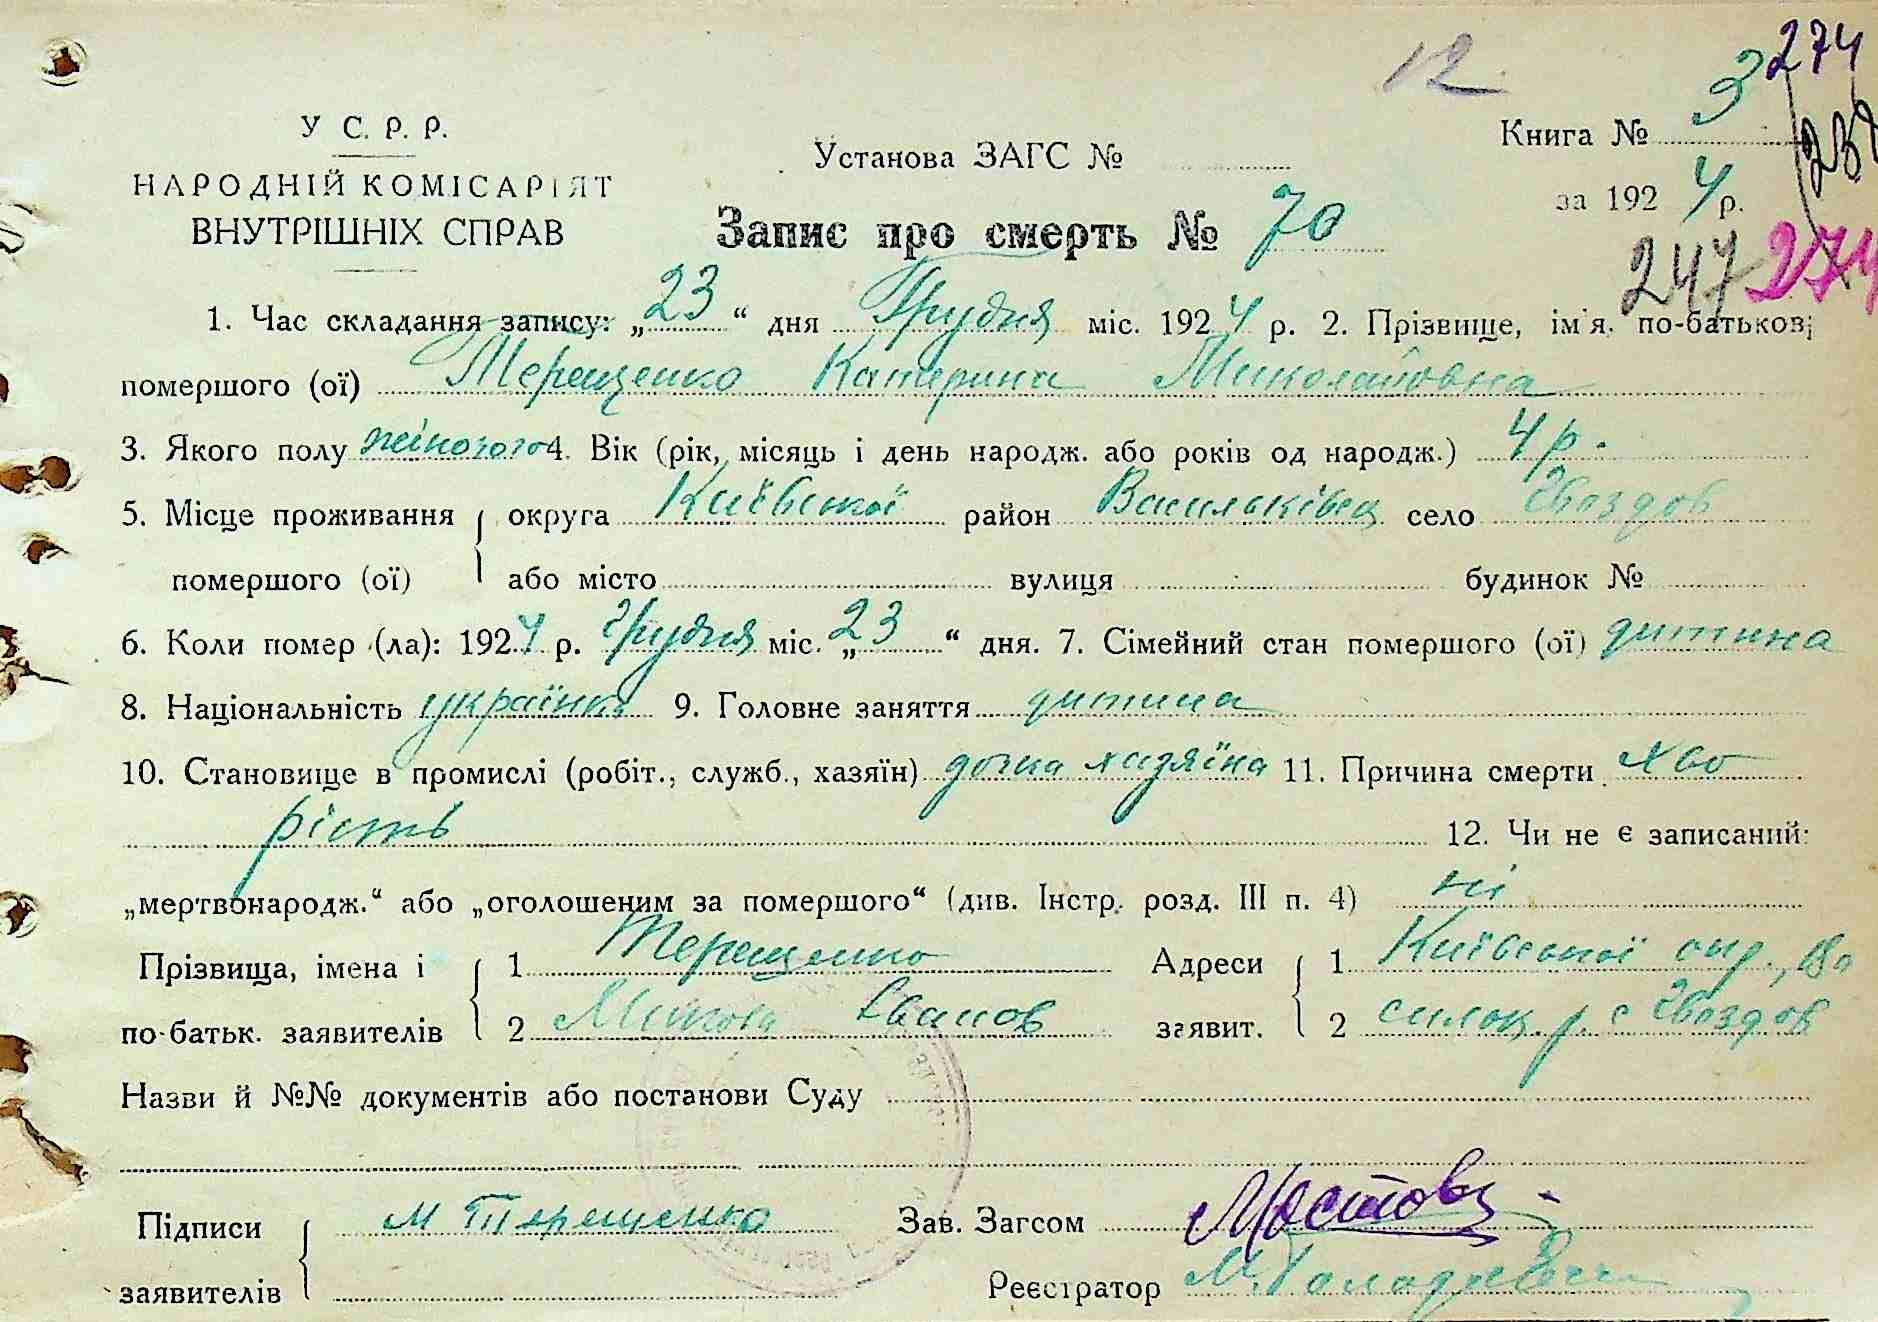 12
274
237
У С. Р. Р.
НАРОДНІЙ КОМІСАРІЯТ
ВНУТРІШНІХ СПРАВ
Установа ЗАГС №
Книга № 3
за 1924 р.
Запис про смерть № 70
247 274
1. Час складання запису: „23“ дня Грудня міс. 1924 р. 2. Прізвище, ім'я, по-батькові
помершого (ої) Терещенко Катерина Миколаївовна
3. Якого полу жіночого 4. Вік (рік, місяць і день народж. або років од народж.) 4 р.
5. Місце проживання округа Київської район Васильківськ село Гвоздов
помершого (ої) або місто вулиця будинок №
6. Коли помер (ла): 1924 р. Грудня міс. „23“ дня. 7. Сімейний стан помершого (ої) дитина
8. Національність українка 9. Головне заняття дитина
10. Становище в промислі (робіт., служб., хазяїн) дочка хазяїна 11. Причина смерти хво
рість 12. Чи не є записаний:
„мертвонародж.“ або „оголошеним за помершого“ (див. Інстр. розд. III п. 4) ні
Прізвища, імена і 1 Терещенко Адреси 1 Київської окр., Ва
по-батьк. заявителів 2 Микола Іванов заявит. 2 сильк. р. с Гвоздов
Назви й №№ документів або постанови Суду
Підписи М Терещенко Зав. Загсом
заявителів Реєстратор